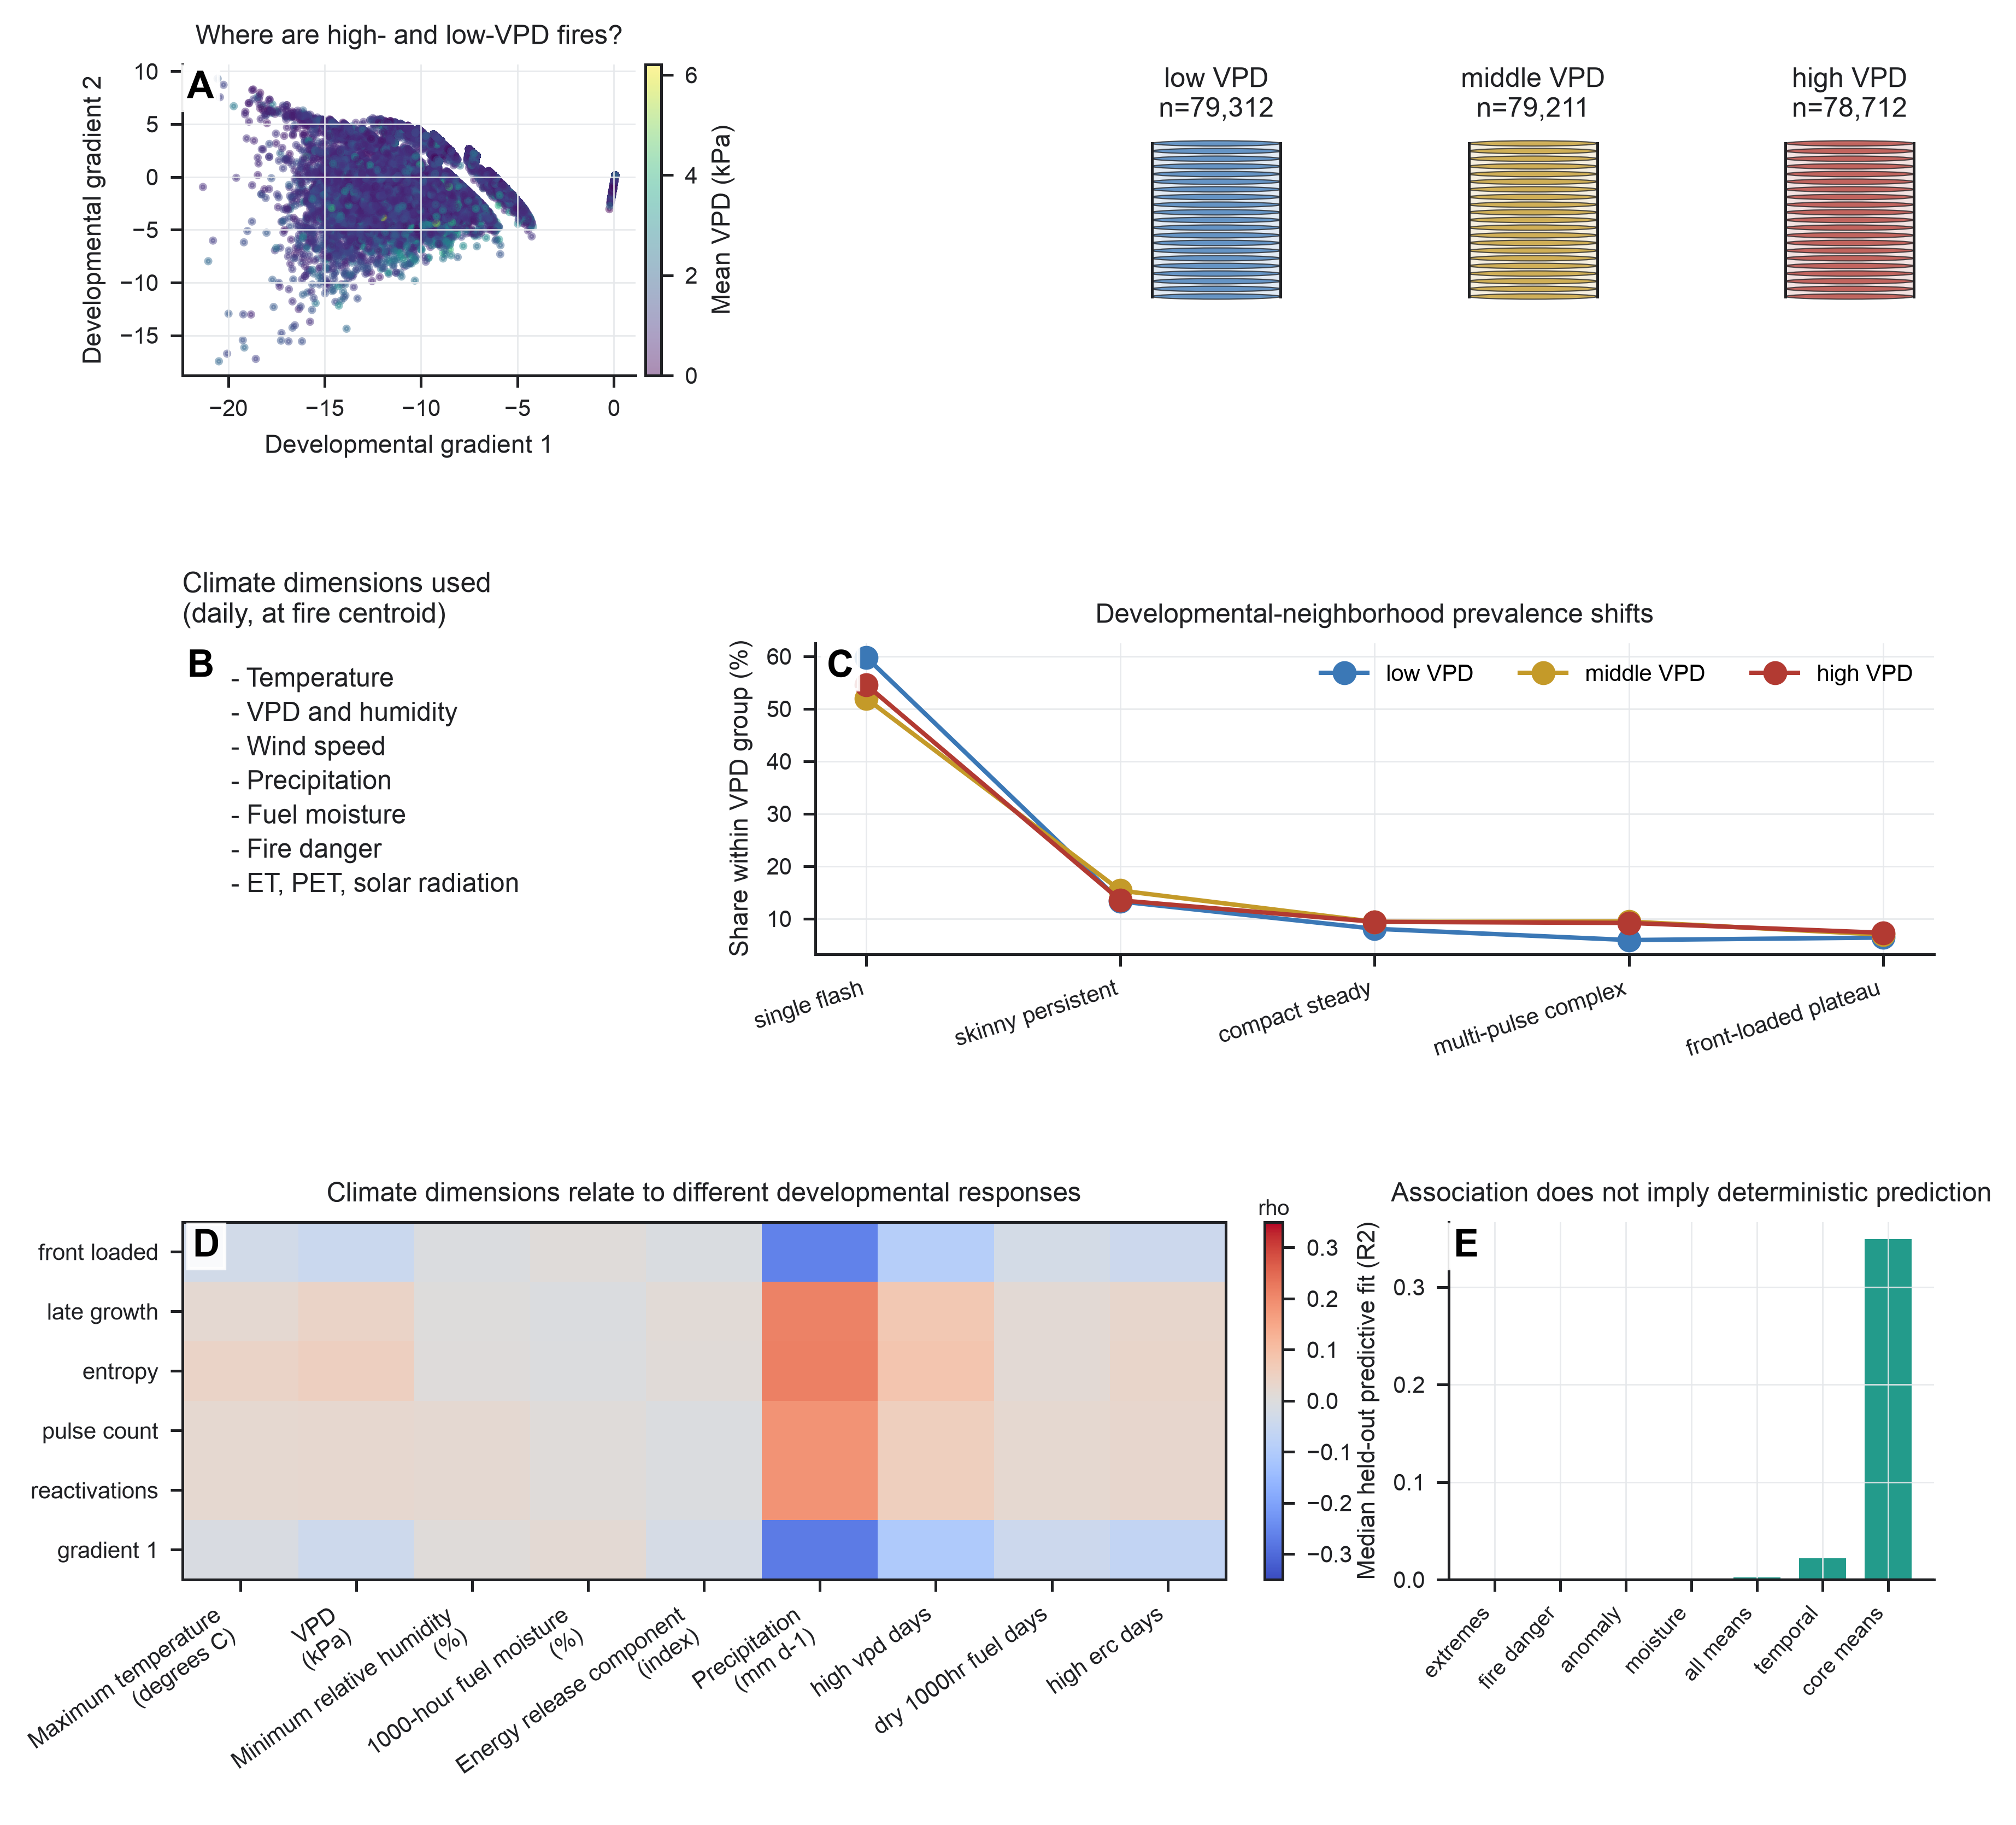 Where are high- and low-VPD fires?
A
Developmental gradient 2
10
5
0
−5
−10
−15
−20
−15
−10
−5
0
Developmental gradient 1
6
4
2
0
Mean VPD (kPa)
low VPD
n=79,312
middle VPD
n=79,211
high VPD
n=78,712
Climate dimensions used
(daily, at fire centroid)
B
- Temperature
- VPD and humidity
- Wind speed
- Precipitation
- Fuel moisture
- Fire danger
- ET, PET, solar radiation
Developmental-neighborhood prevalence shifts
C
Share within VPD group (%)
60
50
40
30
20
10
low VPD
middle VPD
high VPD
single flash
skinny persistent
compact steady
multi-pulse complex
front-loaded plateau
Climate dimensions relate to different developmental responses
D
front loaded
late growth
entropy
pulse count
reactivations
gradient 1
Maximum temperature
(degrees C)
VPD
(kPa)
Minimum relative humidity
(%)
1000-hour fuel moisture
(%)
Energy release component
(index)
Precipitation
(mm d-1)
high vpd days
dry 1000hr fuel days
high erc days
rho
0.3
0.2
0.1
0.0
−0.1
−0.2
−0.3
Association does not imply deterministic prediction
E
Median held-out predictive fit (R2)
0.3
0.2
0.1
0.0
extremes
fire danger
anomaly
moisture
all means
temporal
core means